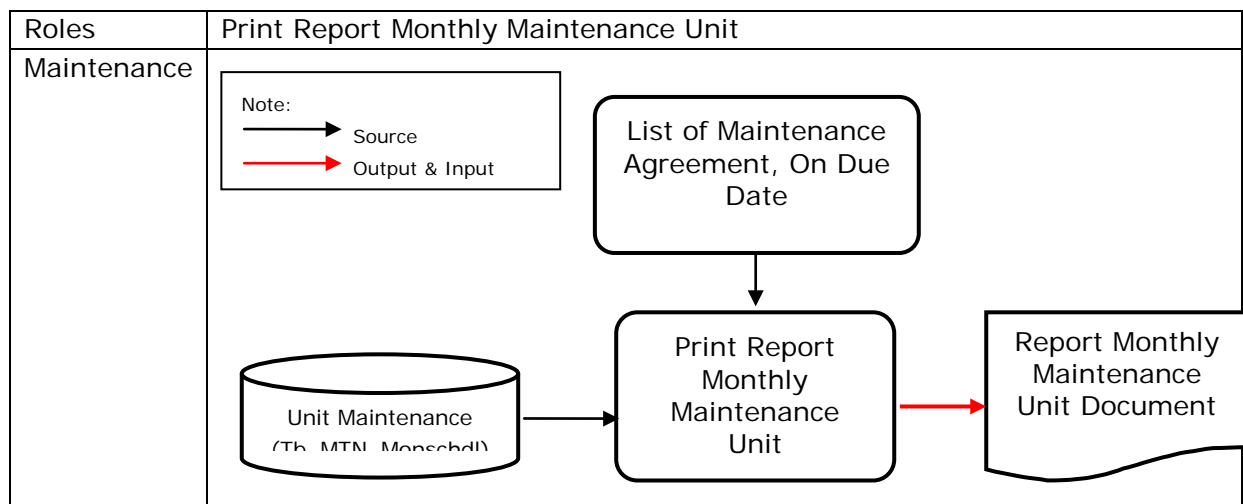 Roles
Print Report Monthly Maintenance Unit
Maintenance
Note:
Source
Output & Input
List of Maintenance
Agreement, On Due
Date
Print Report
Monthly
Maintenance
Unit
Report Monthly
Maintenance
Unit Document
Unit Maintenance
(Tb_MTN_Monschdl)